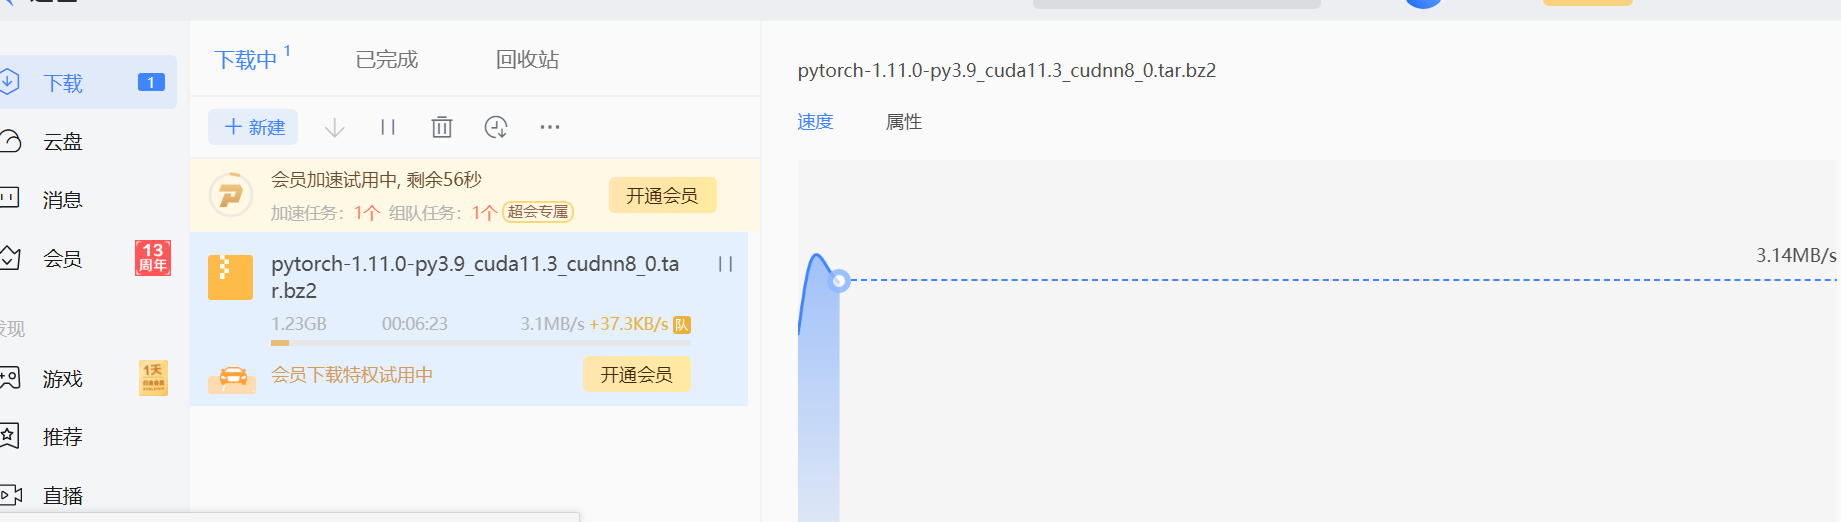 下载
1
云盘
消息
会员
13
周年
发现
游戏
1天
推荐
直播
下载中 1
已完成
回收站
新建
会员加速试用中, 剩余56秒
加速任务: 1个 组队任务: 1个 超会专属
开通会员
pytorch-1.11.0-py3.9_cuda11.3_cudnn8_0.ta
r.bz2
1.23GB 00:06:23 3.1MB/s +37.3KB/s 队
会员下载特权试用中
开通会员
pytorch-1.11.0-py3.9_cuda11.3_cudnn8_0.tar.bz2
速度 属性
3.14MB/s